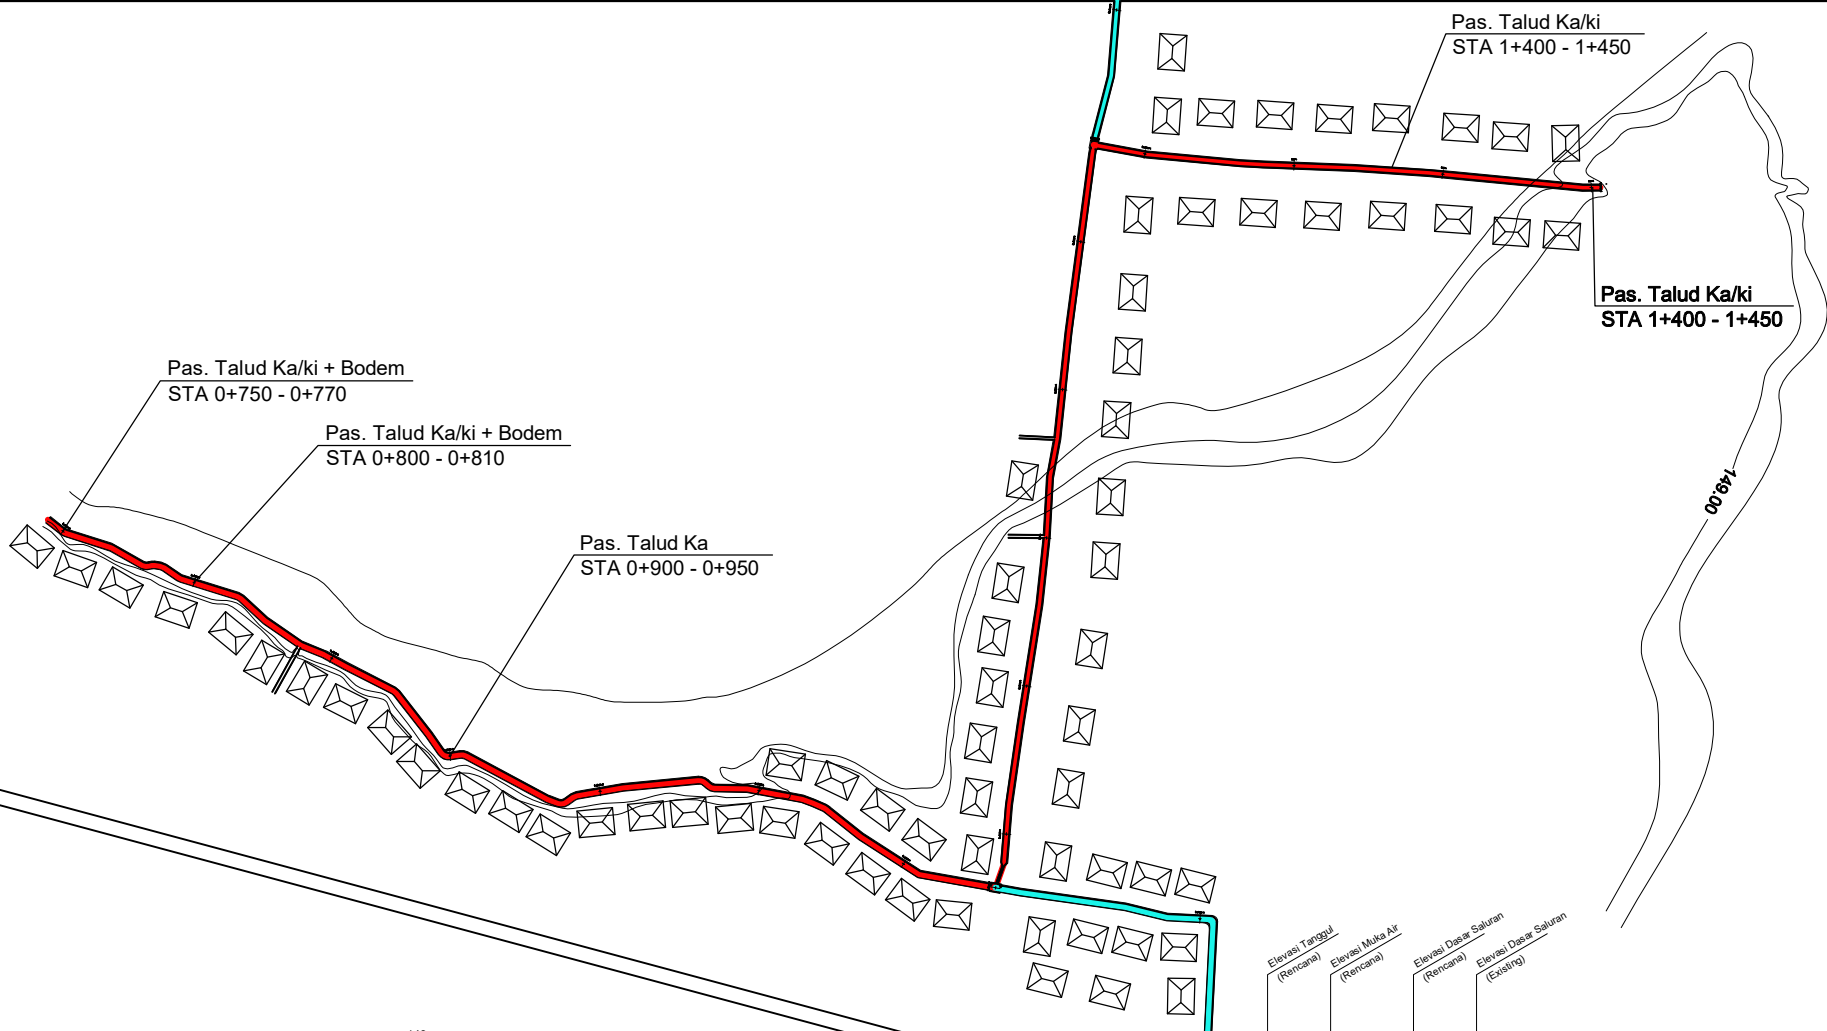 Pas. Talud Ka/ki
STA 1+400 - 1+450
Pas. Talud Ka/ki
STA 1+400 - 1+450
Pas. Talud Ka/ki + Bodem
STA 0+750 - 0+770
Pas. Talud Ka/ki + Bodem
STA 0+800 - 0+810
149.00
Pas. Talud Ka
STA 0+900 - 0+950
Elevasi Tanggul
(Rencana)
Elevasi Muka Air
(Rencana)
Elevasi Dasar Saluran
(Rencana)
Elevasi Dasar Saluran
(Existing)